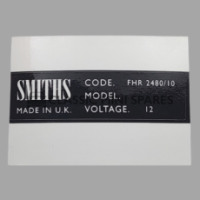 SMITHS
MADE IN U.K.
CODE. FHR 2480/10
MODEL.
VOLTAGE. 12